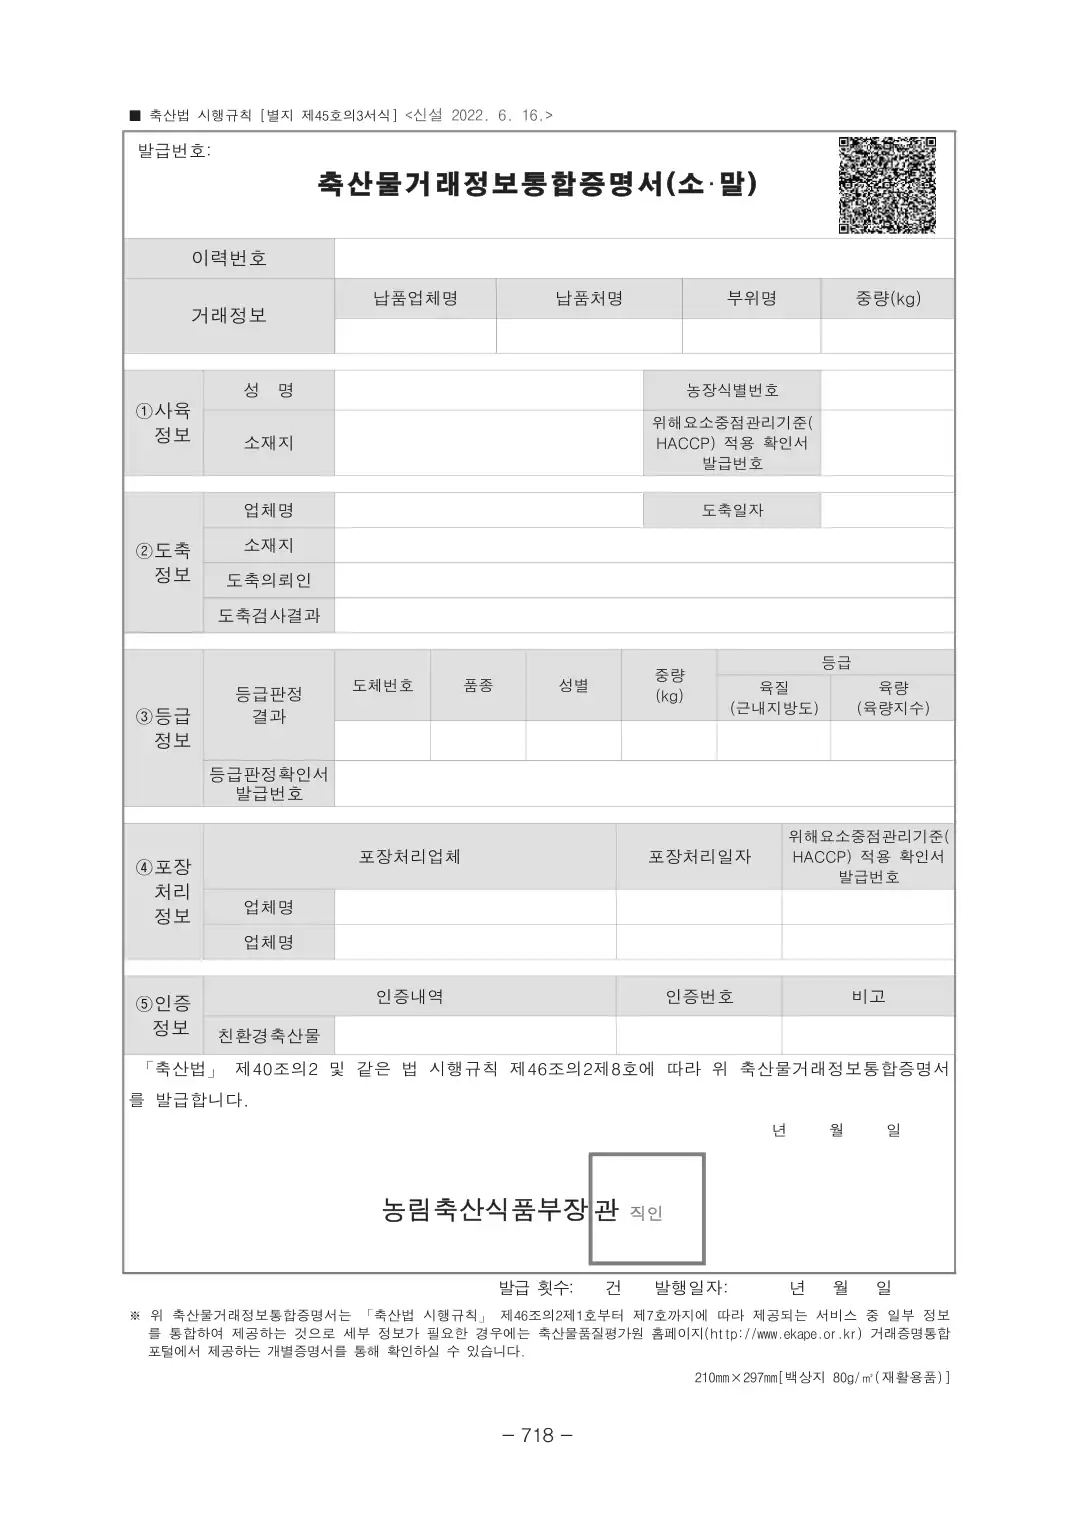 ■ 축산법 시행규칙 [별지 제45호의3서식] <신설 2022. 6. 16.>
발급번호:
축산물거래정보통합증명서(소·말)
이력번호
거래정보
납품업체명 납품처명 부위명 중량(kg)
①사육
정보
성 명 농장식별번호
소재지
위해요소중점관리기준(
HACCP) 적용 확인서
발급번호
②도축
정보
업체명 도축일자
소재지
도축의뢰인
도축검사결과
③등급
정보
등급판정
결과
도체번호 품종 성별
중량
(kg)
등급
육질
(근내지방도)
육량
(육량지수)
등급판정확인서
발급번호
④포장
처리
정보
포장처리업체 포장처리일자
위해요소중점관리기준(
HACCP) 적용 확인서
발급번호
업체명
업체명
⑤인증
정보
인증내역 인증번호 비고
친환경축산물
「축산법」 제40조의2 및 같은 법 시행규칙 제46조의2제8호에 따라 위 축산물거래정보통합증명서
를 발급합니다.
년 월 일
농림축산식품부장관 직인
발급 횟수: 건 발행일자: 년 월 일
※ 위 축산물거래정보통합증명서는 「축산법 시행규칙」 제46조의2제1호부터 제7호까지에 따라 제공되는 서비스 중 일부 정보
를 통합하여 제공하는 것으로 세부 정보가 필요한 경우에는 축산물품질평가원 홈페이지(http://www.ekape.or.kr) 거래증명통합
포털에서 제공하는 개별증명서를 통해 확인하실 수 있습니다.
210㎜×297㎜[백상지 80g/㎡(재활용품)]
- 718 -